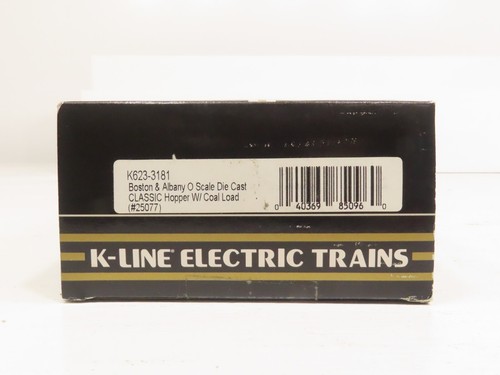 K623-3181
Boston & Albany O Scale Die Cast
CLASSIC Hopper W/ Coal Load
(#25077)
0 40369 85096 0
K-LINE® ELECTRIC TRAINS